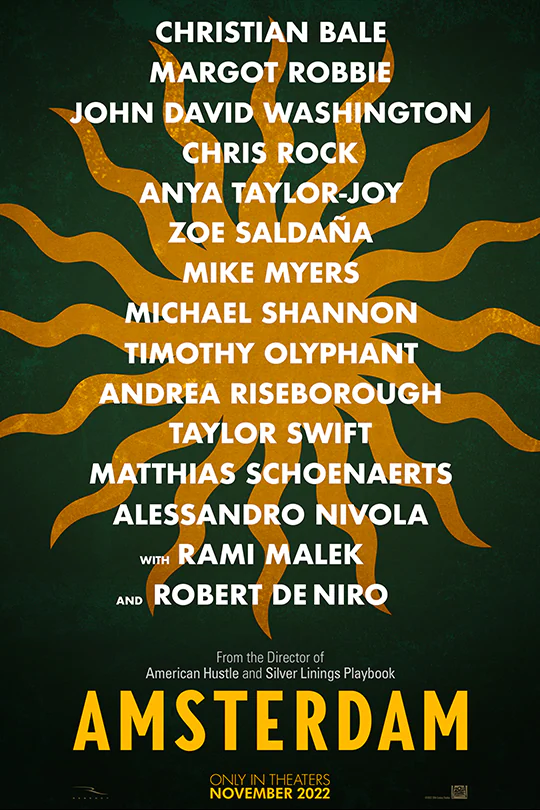 CHRISTIAN BALE
MARGOT ROBBIE
JOHN DAVID WASHINGTON
CHRIS ROCK
ANYA TAYLOR-JOY
ZOE SALDAÑA
MIKE MYERS
MICHAEL SHANNON
TIMOTHY OLYPHANT
ANDREA RISEBOROUGH
TAYLOR SWIFT
MATTHIAS SCHOENAERTS
ALESSANDRO NIVOLA
WITH RAMI MALEK
AND ROBERT DE NIRO
From the Director of
American Hustle and Silver Linings Playbook
AMSTERDAM
ONLY IN THEATERS
NOVEMBER 2022